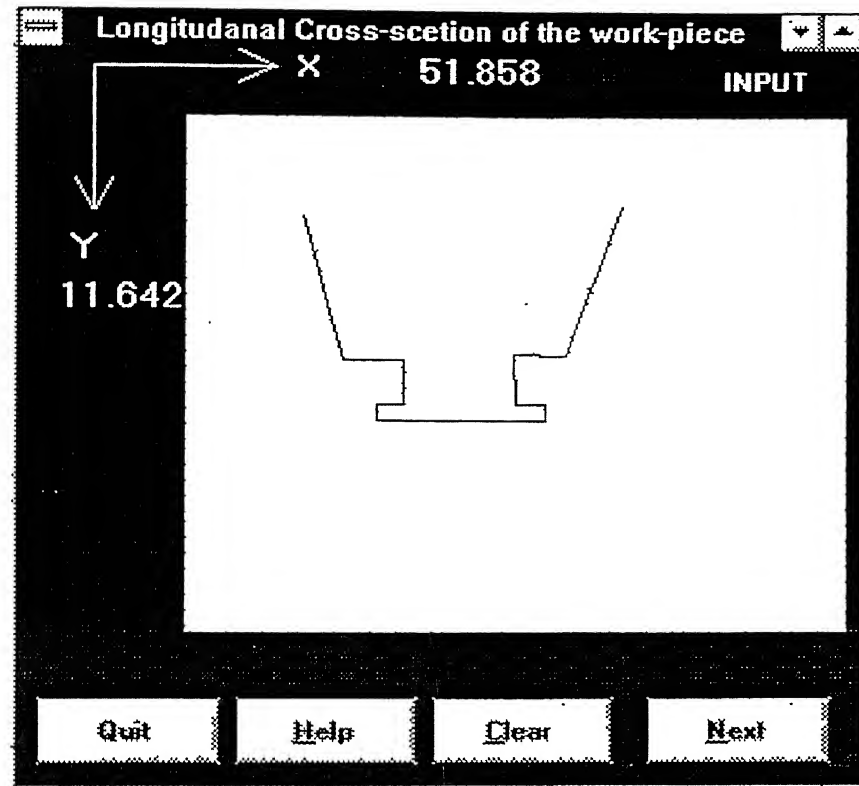 Longitudanal Cross-scetion of the work-piece
X 51.858 INPUT
Y
11.642
Quit Help Clear Next